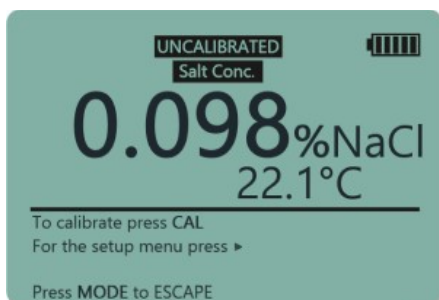 UNCALIBRATED
Salt Conc.
0.098%NaCl
22.1°C
To calibrate press CAL
For the setup menu press ►
Press MODE to ESCAPE